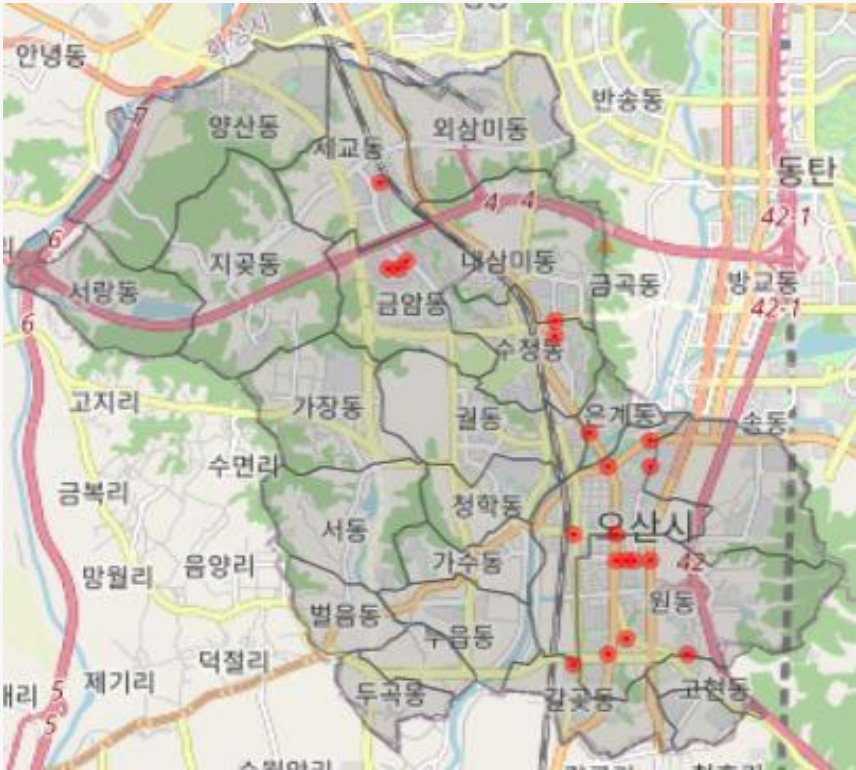 안녕동
화성시
7
양산동
외삼미동
반송동
세교동
동탄
4
4
42-1
6
지곶동
내삼미동
금곡동
방교동
서랑동
금암동
42-1
6
수청동
고지리
가장동
궐동
은계동
송동
수면리
금복리
청학동
서동
오산시
음양리
가수동
42
망월리
원동
벌음동
누읍동
덕절리
제기리
두곡동
갈곶동
고현동
5
5